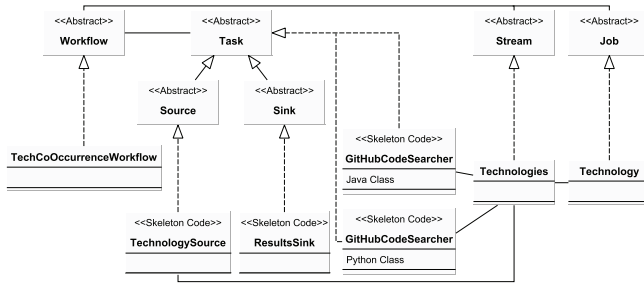 <<Abstract>>
Workflow
<<Abstract>>
Task
<<Abstract>>
Stream
<<Abstract>>
Job
<<Abstract>>
Source
<<Abstract>>
Sink
TechCoOccurrenceWorkflow
<<Skeleton Code>>
GitHubCodeSearcher
Java Class
Technologies
Technology
<<Skeleton Code>>
TechnologySource
<<Skeleton Code>>
ResultsSink
<<Skeleton Code>>
GitHubCodeSearcher
Python Class